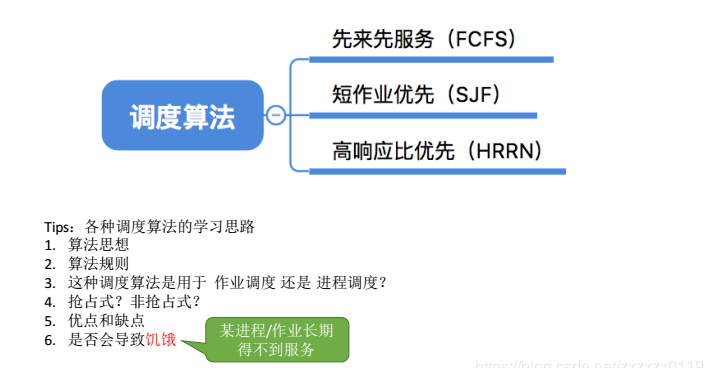 先来先服务（FCFS）
调度算法
短作业优先（SJF）
高响应比优先（HRRN）
Tips：各种调度算法的学习思路
1. 算法思想
2. 算法规则
3. 这种调度算法是用于 作业调度 还是 进程调度？
4. 抢占式？非抢占式？
5. 优点和缺点
6. 是否会导致饥饿
某进程/作业长期
得不到服务
https://blog.csdn.net/zxzxzx0119